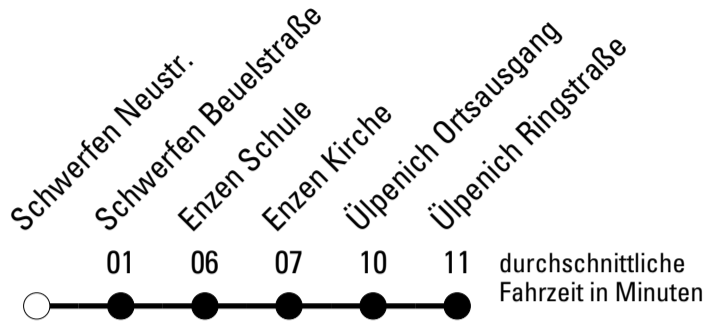 Schwerfen Neustr.
Schwerfen Beuelstraße
Enzen Schule
Enzen Kirche
Ülpenich Ortsausgang
Ülpenich Ringstraße
01 06 07 10 11
durchschnittliche
Fahrzeit in Minuten